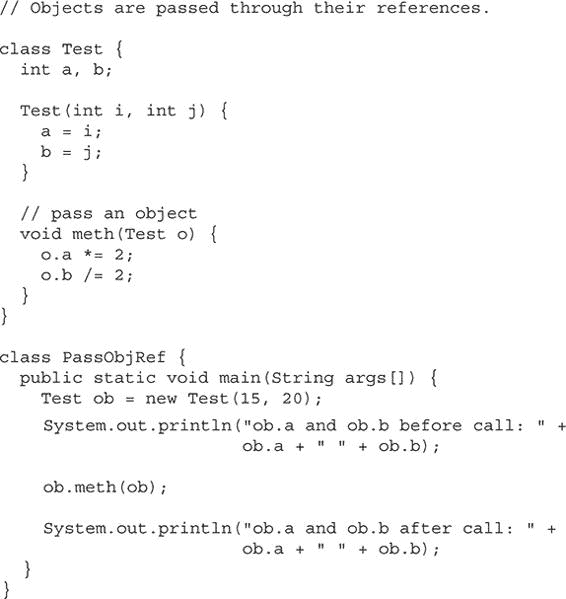 // Objects are passed through their references.
class Test {
int a, b;
Test(int i, int j) {
a = i;
b = j;
}
// pass an object
void meth(Test o) {
o.a *= 2;
o.b /= 2;
}
}
class PassObjRef {
public static void main(String args[]) {
Test ob = new Test(15, 20);
System.out.println("ob.a and ob.b before call: " +
ob.a + " " + ob.b);
ob.meth(ob);
System.out.println("ob.a and ob.b after call: " +
ob.a + " " + ob.b);
}
}